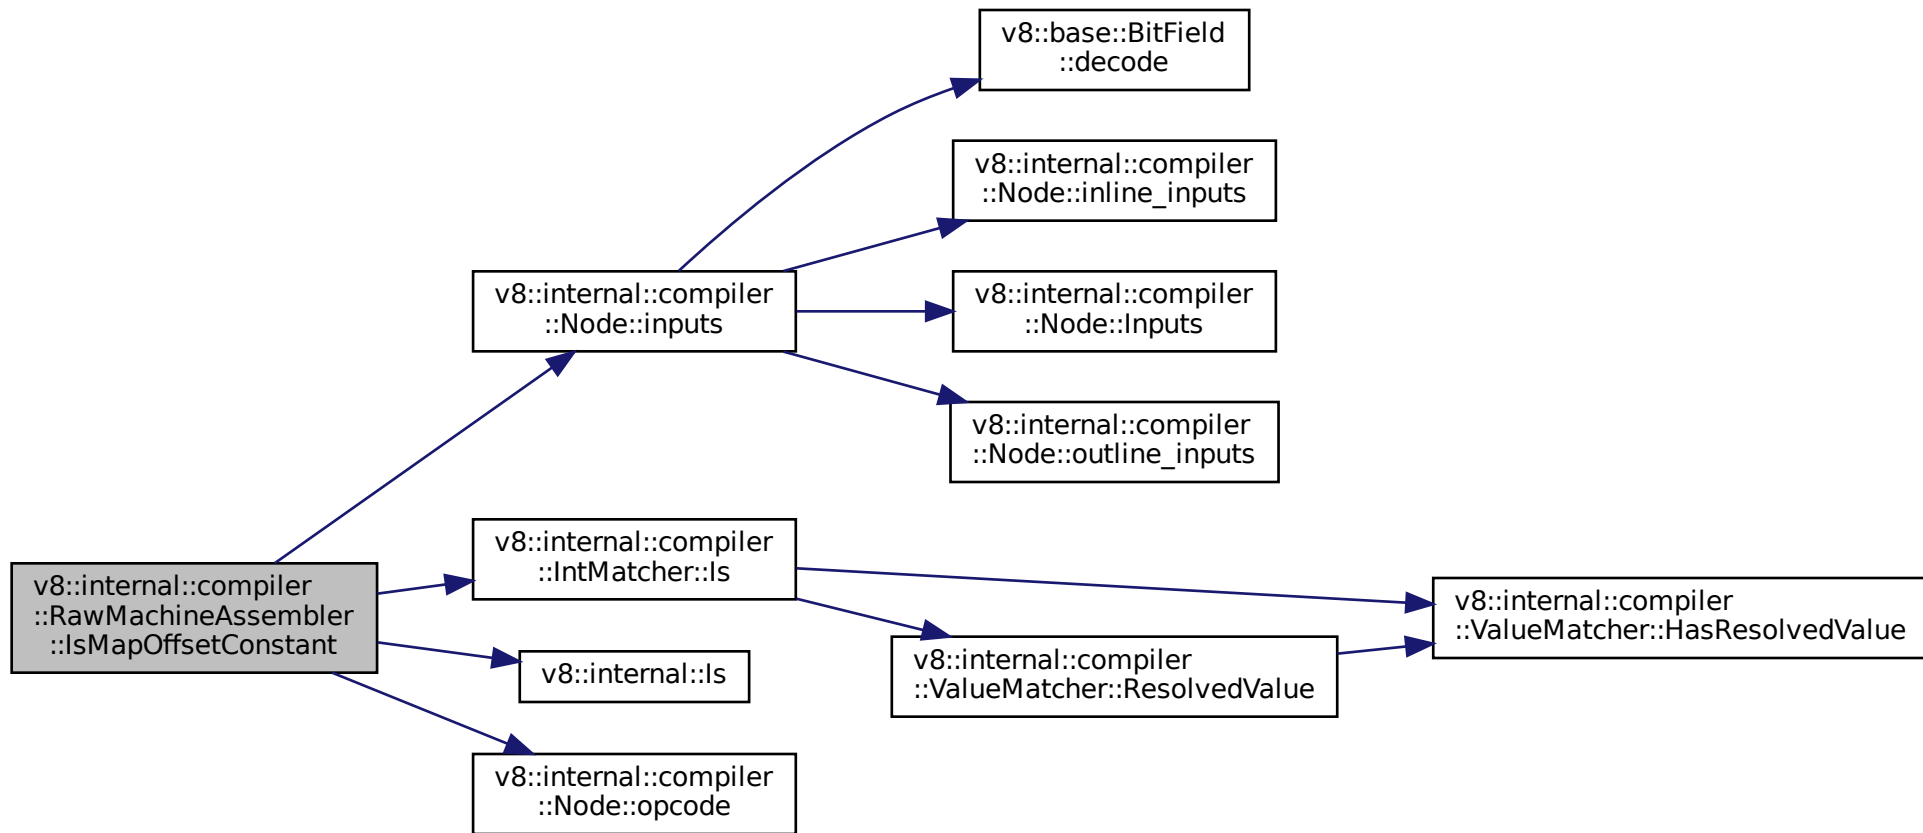 v8::base::BitField
::decode
v8::internal::compiler
::Node::inline_inputs
v8::internal::compiler
::Node::inputs
v8::internal::compiler
::Node::Inputs
v8::internal::compiler
::Node::outline_inputs
v8::internal::compiler
::IntMatcher::Is
v8::internal::compiler
::RawMachineAssembler
::IsMapOffsetConstant
v8::internal::compiler
::ValueMatcher::HasResolvedValue
v8::internal::Is
v8::internal::compiler
::ValueMatcher::ResolvedValue
v8::internal::compiler
::Node::opcode